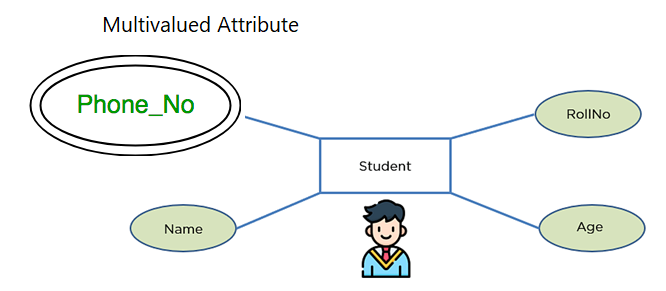 Multivalued Attribute
Phone_No
RollNo
Student
Name
Age